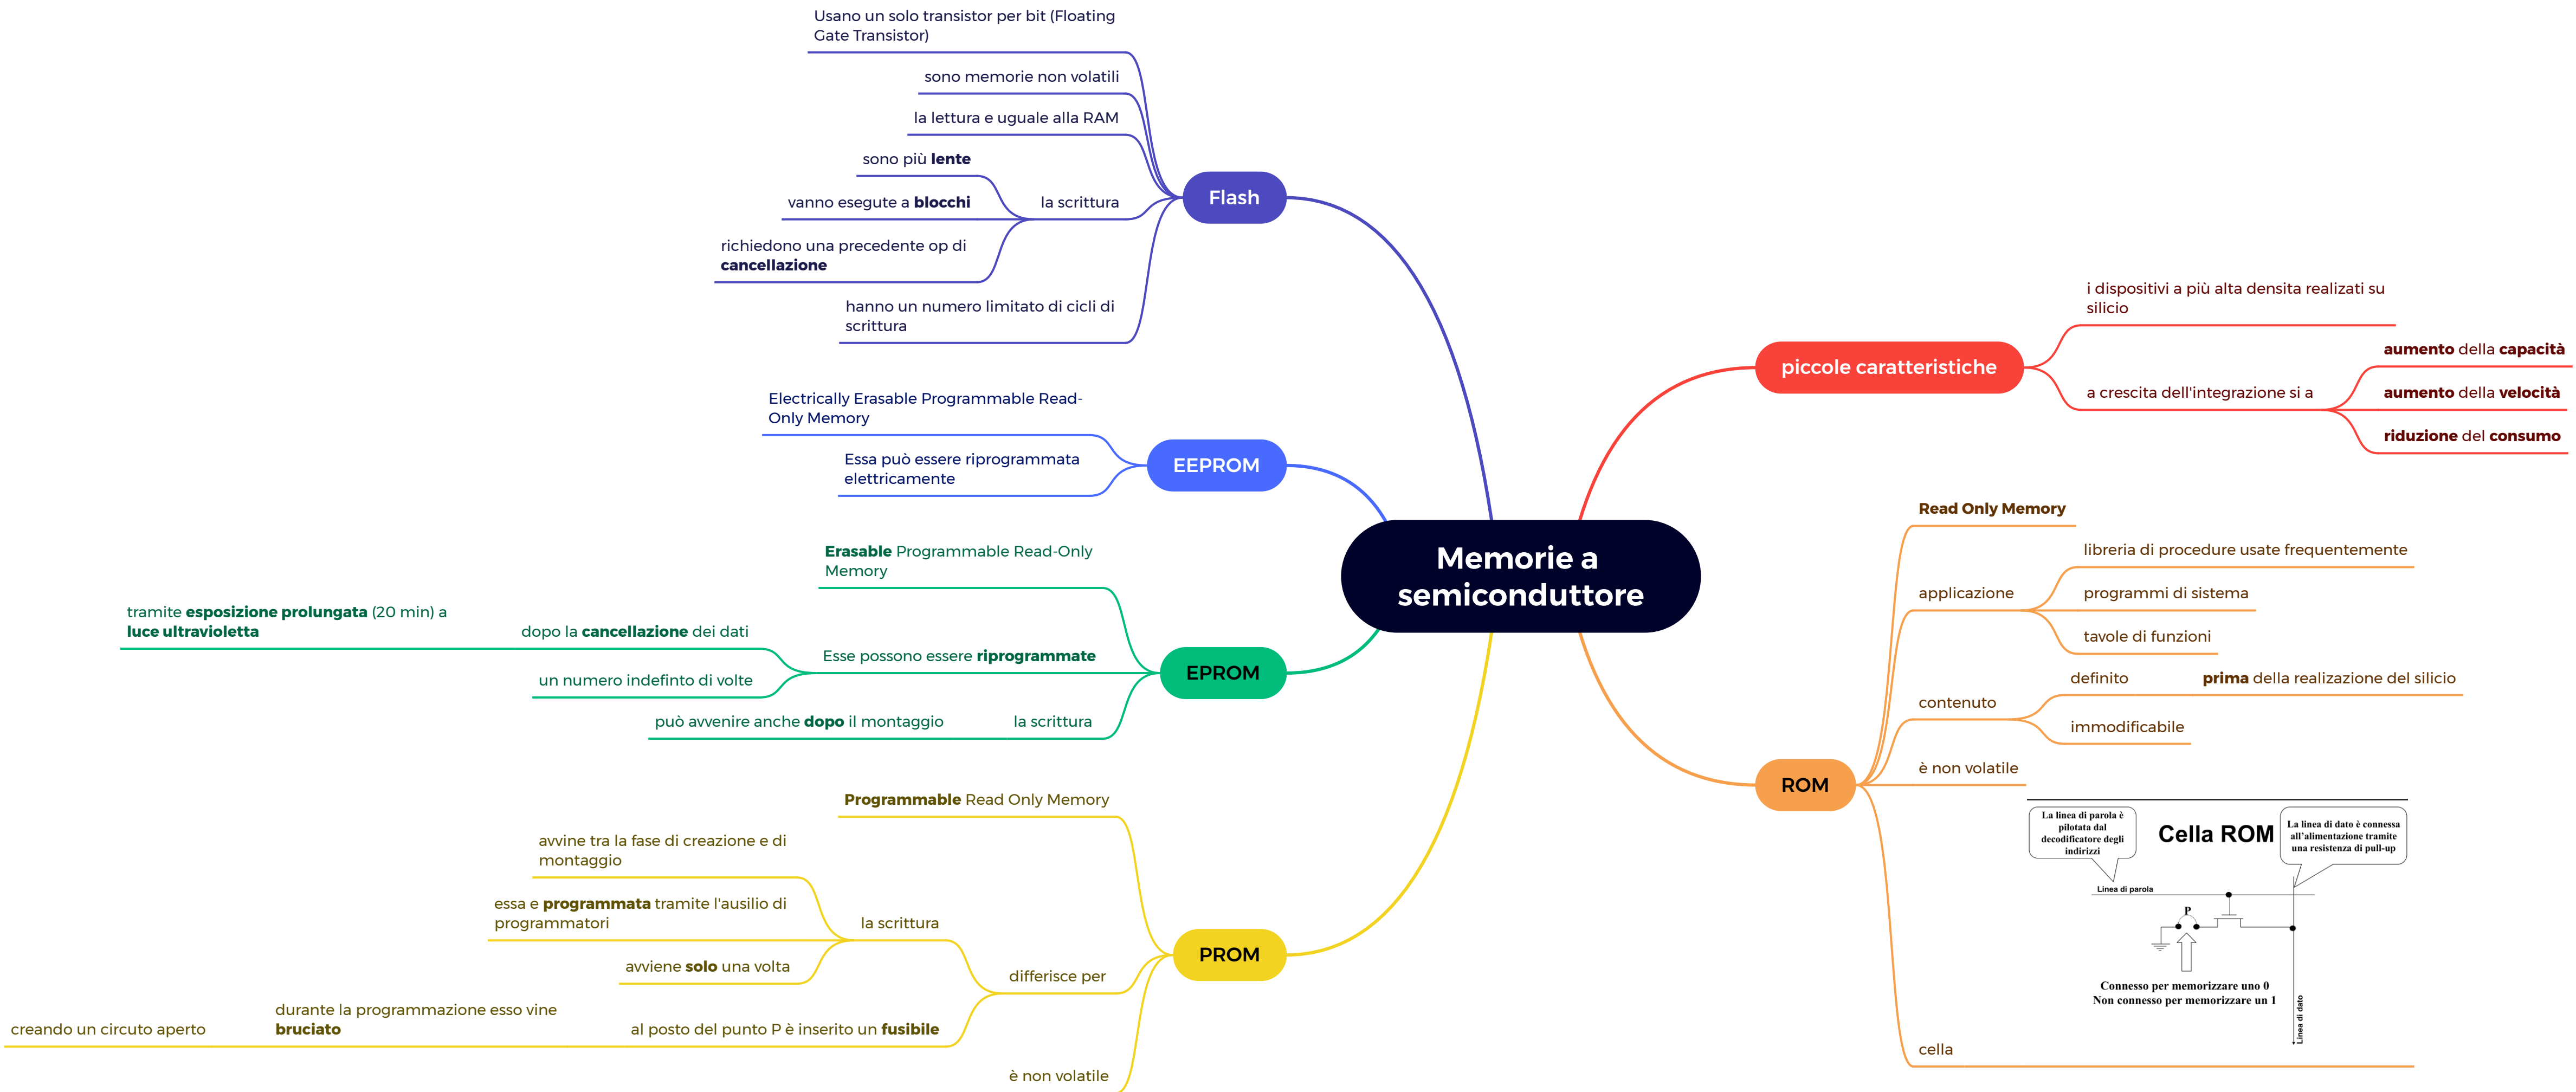 Memorie a
semiconduttore
Flash
Usano un solo transistor per bit (Floating
Gate Transistor)
sono memorie non volatili
la lettura e uguale alla RAM
la scrittura
sono più lente
vanno esegute a blocchi
richiedono una precedente op di
cancellazione
hanno un numero limitato di cicli di
scrittura
EEPROM
Electrically Erasable Programmable Read-
Only Memory
Essa può essere riprogrammata
elettricamente
EPROM
Erasable Programmable Read-Only
Memory
Esse possono essere riprogrammate
dopo la cancellazione dei dati
tramite esposizione prolungata (20 min) a
luce ultravioletta
un numero indefinto di volte
la scrittura
può avvenire anche dopo il montaggio
PROM
Programmable Read Only Memory
differisce per
la scrittura
avvine tra la fase di creazione e di
montaggio
essa e programmata tramite l'ausilio di
programmatori
avviene solo una volta
al posto del punto P è inserito un fusibile
durante la programmazione esso vine
bruciato
creando un circuto aperto
è non volatile
piccole caratteristiche
i dispositivi a più alta densita realizati su
silicio
a crescita dell'integrazione si a
aumento della capacità
aumento della velocità
riduzione del consumo
ROM
Read Only Memory
applicazione
libreria di procedure usate frequentemente
programmi di sistema
tavole di funzioni
contenuto
definito
prima della realizazione del silicio
immodificabile
è non volatile
cella
La linea di parola è
pilotata dal
decodificatore degli
indirizzi
Cella ROM
La linea di dato è connessa
all'alimentazione tramite
una resistenza di pull-up
Linea di parola
P
Connesso per memorizzare uno 0
Non connesso per memorizzare un 1
Linea di dato